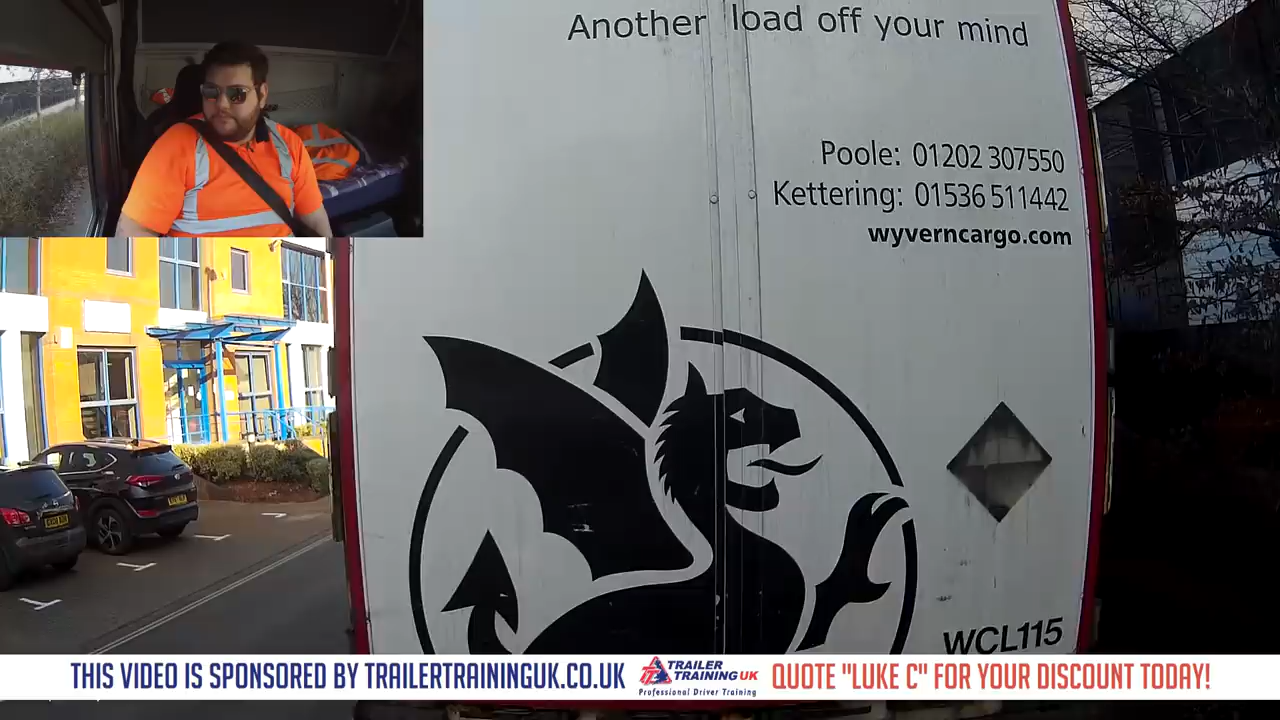 Another load off your mind
Poole: 01202 307550
Kettering: 01536 511442
wyverncargo.com
WCL115
THIS VIDEO IS SPONSORED BY TRAILERTRAININGUK.CO.UK
TRAILER
TRAINING UK
Professional Driver Training
QUOTE "LUKE C" FOR YOUR DISCOUNT TODAY!